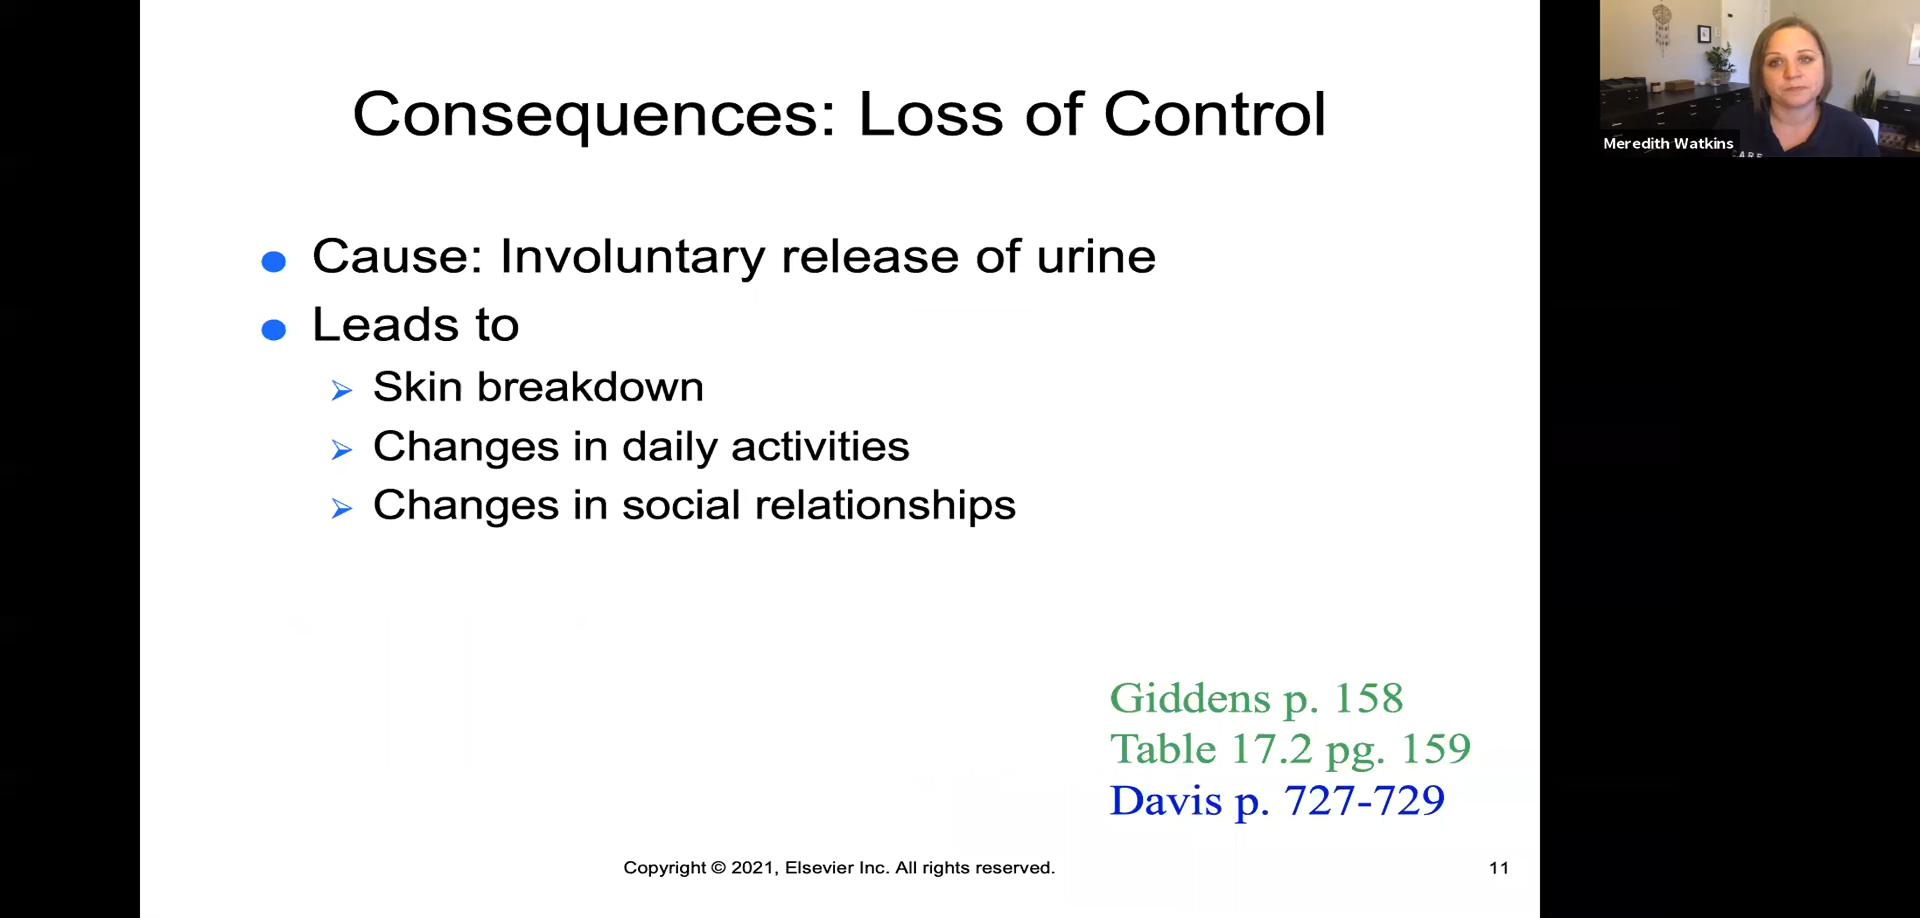 Consequences: Loss of Control
Cause: Involuntary release of urine
Leads to
Skin breakdown
Changes in daily activities
Changes in social relationships
Giddens p. 158
Table 17.2 pg. 159
Davis p. 727-729
Copyright © 2021, Elsevier Inc. All rights reserved.
11
Meredith Watkins